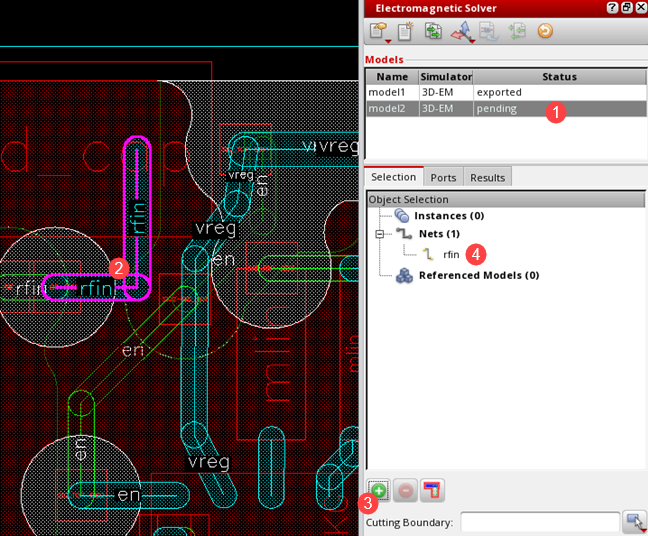 Electromagnetic Solver
Models
Name Simulator Status
model1 3D-EM exported
model2 3D-EM pending
1
Selection Ports Results
Object Selection
Instances (0)
Nets (1)
rfin
4
Referenced Models (0)
3
Cutting Boundary:
vivreg
vreg
en
vreg
en
rfin
2
rfin
rfin
en
en
en
vreg